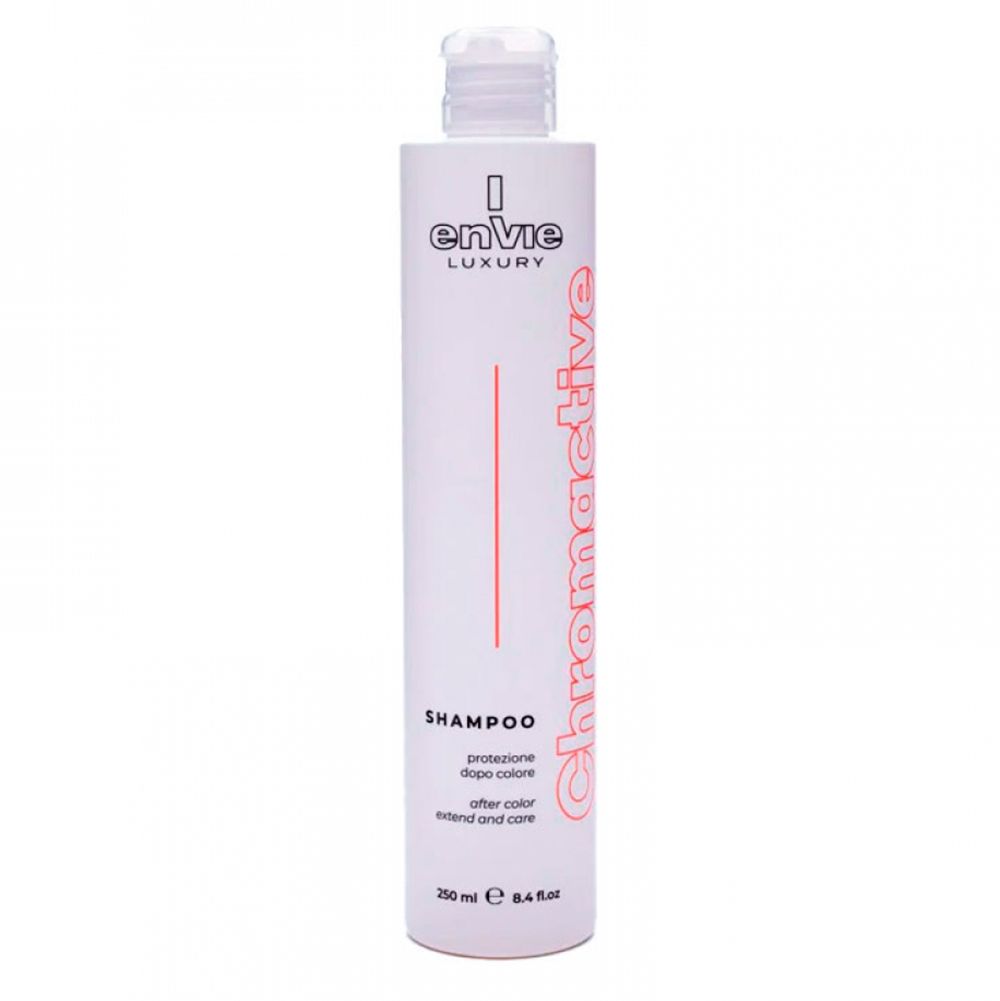 enVie
LUXURY
Chromactive
SHAMPOO
protezione
dopo colore
after color
extend and care
250 ml ℮ 8.4 fl.oz